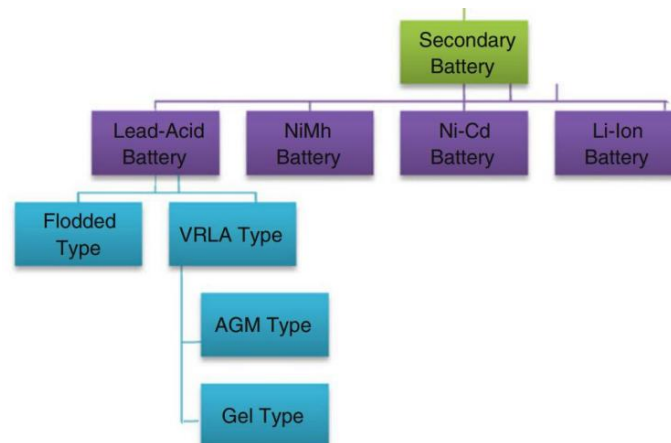 Secondary
Battery
Lead-Acid
Battery
NiMh
Battery
Ni-Cd
Battery
Li-Ion
Battery
Flodded
Type
VRLA Type
AGM Type
Gel Type